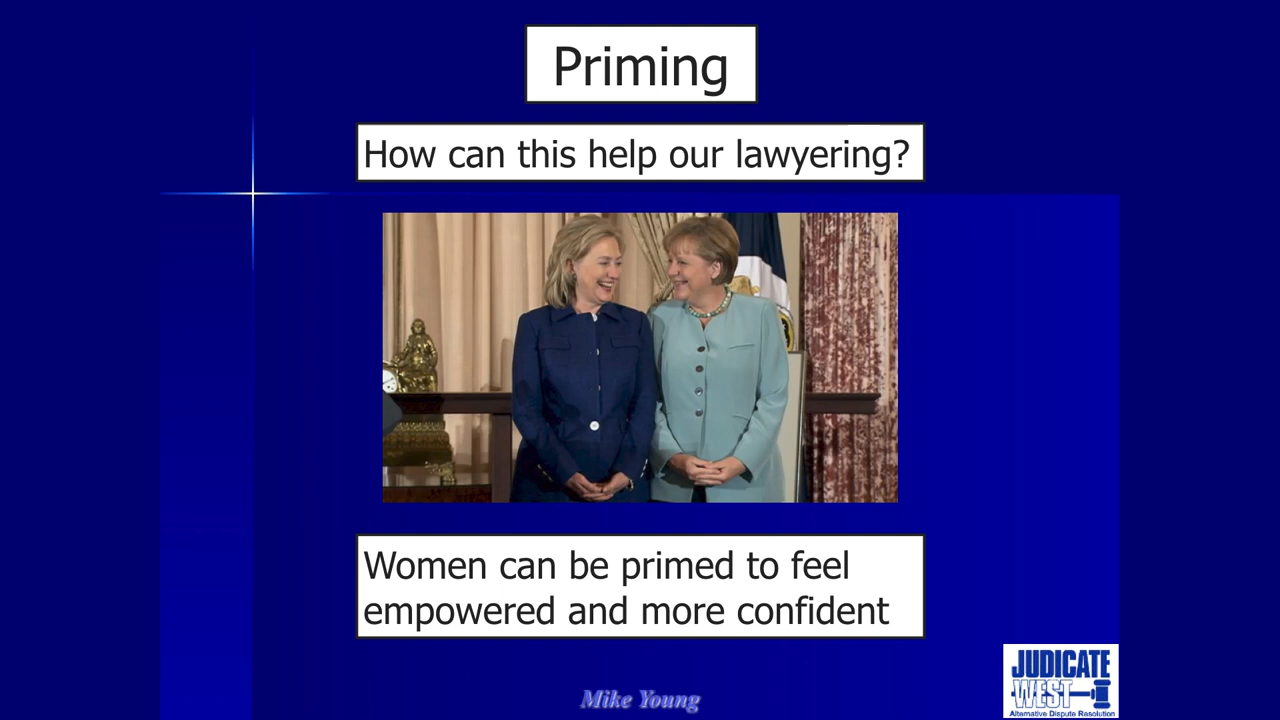 Priming
How can this help our lawyering?
Women can be primed to feel
empowered and more confident
Mike Young
JUDICATE
WEST
Alternative Dispute Resolution